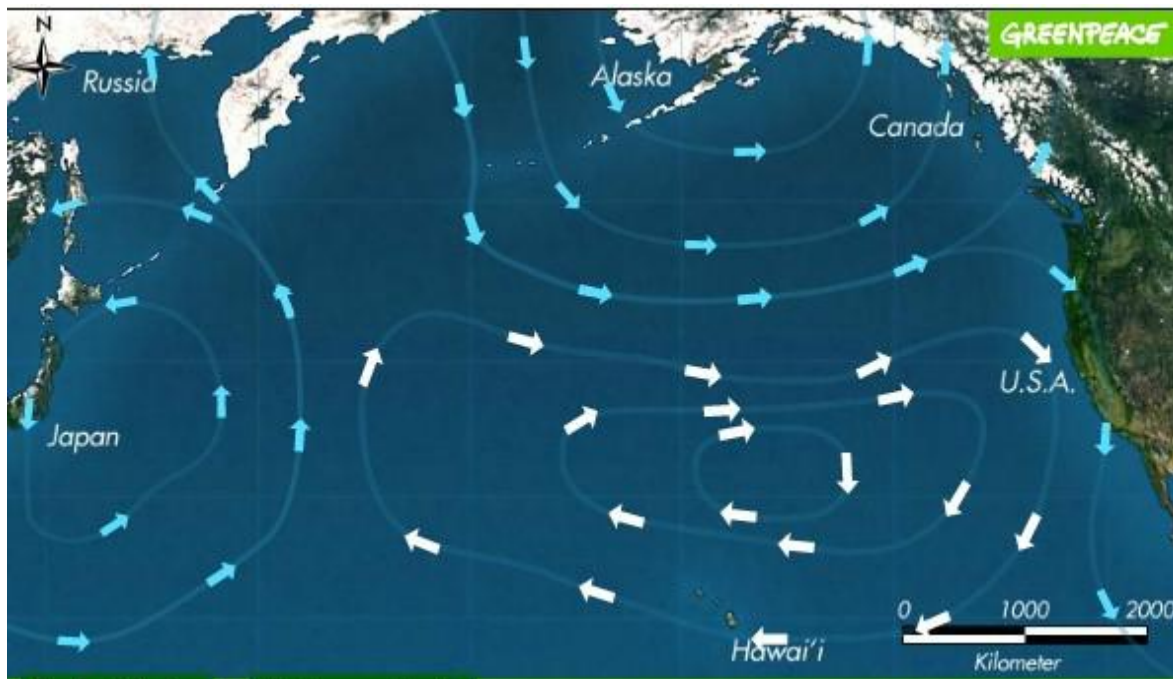 N
GREENPEACE
Russia
Alaska
Canada
U.S.A.
Japan
0 1000 2000
Hawai'i
Kilometer